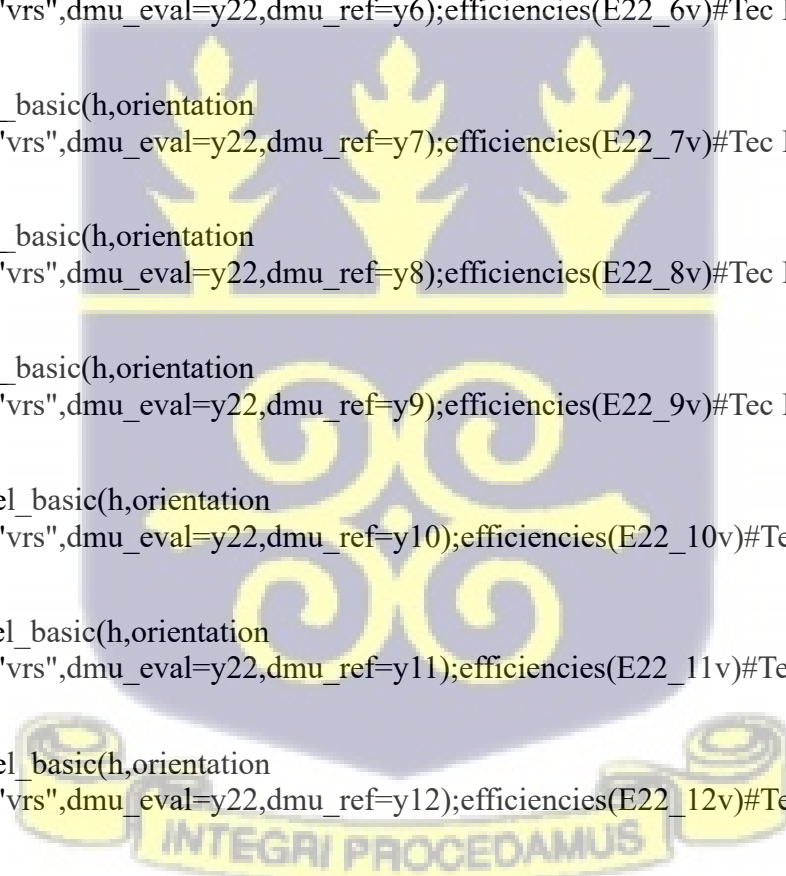 "vrs",dmu_eval=y22,dmu_ref=y6);efficiencies(E22_6v)#Tec
_basic(h,orientation
"vrs",dmu_eval=y22,dmu_ref=y7);efficiencies(E22_7v)#Tec
_basic(h,orientation
"vrs",dmu_eval=y22,dmu_ref=y8);efficiencies(E22_8v)#Tec
_basic(h,orientation
"vrs",dmu_eval=y22,dmu_ref=y9);efficiencies(E22_9v)#Tec
el_basic(h,orientation
"vrs",dmu_eval=y22,dmu_ref=y10);efficiencies(E22_10v)#Te
el_basic(h,orientation
"vrs",dmu_eval=y22,dmu_ref=y11);efficiencies(E22_11v)#Te
el_basic(h,orientation
"vrs",dmu_eval=y22,dmu_ref=y12);efficiencies(E22_12v)#Te
INTEGRI PROCEDAMUS